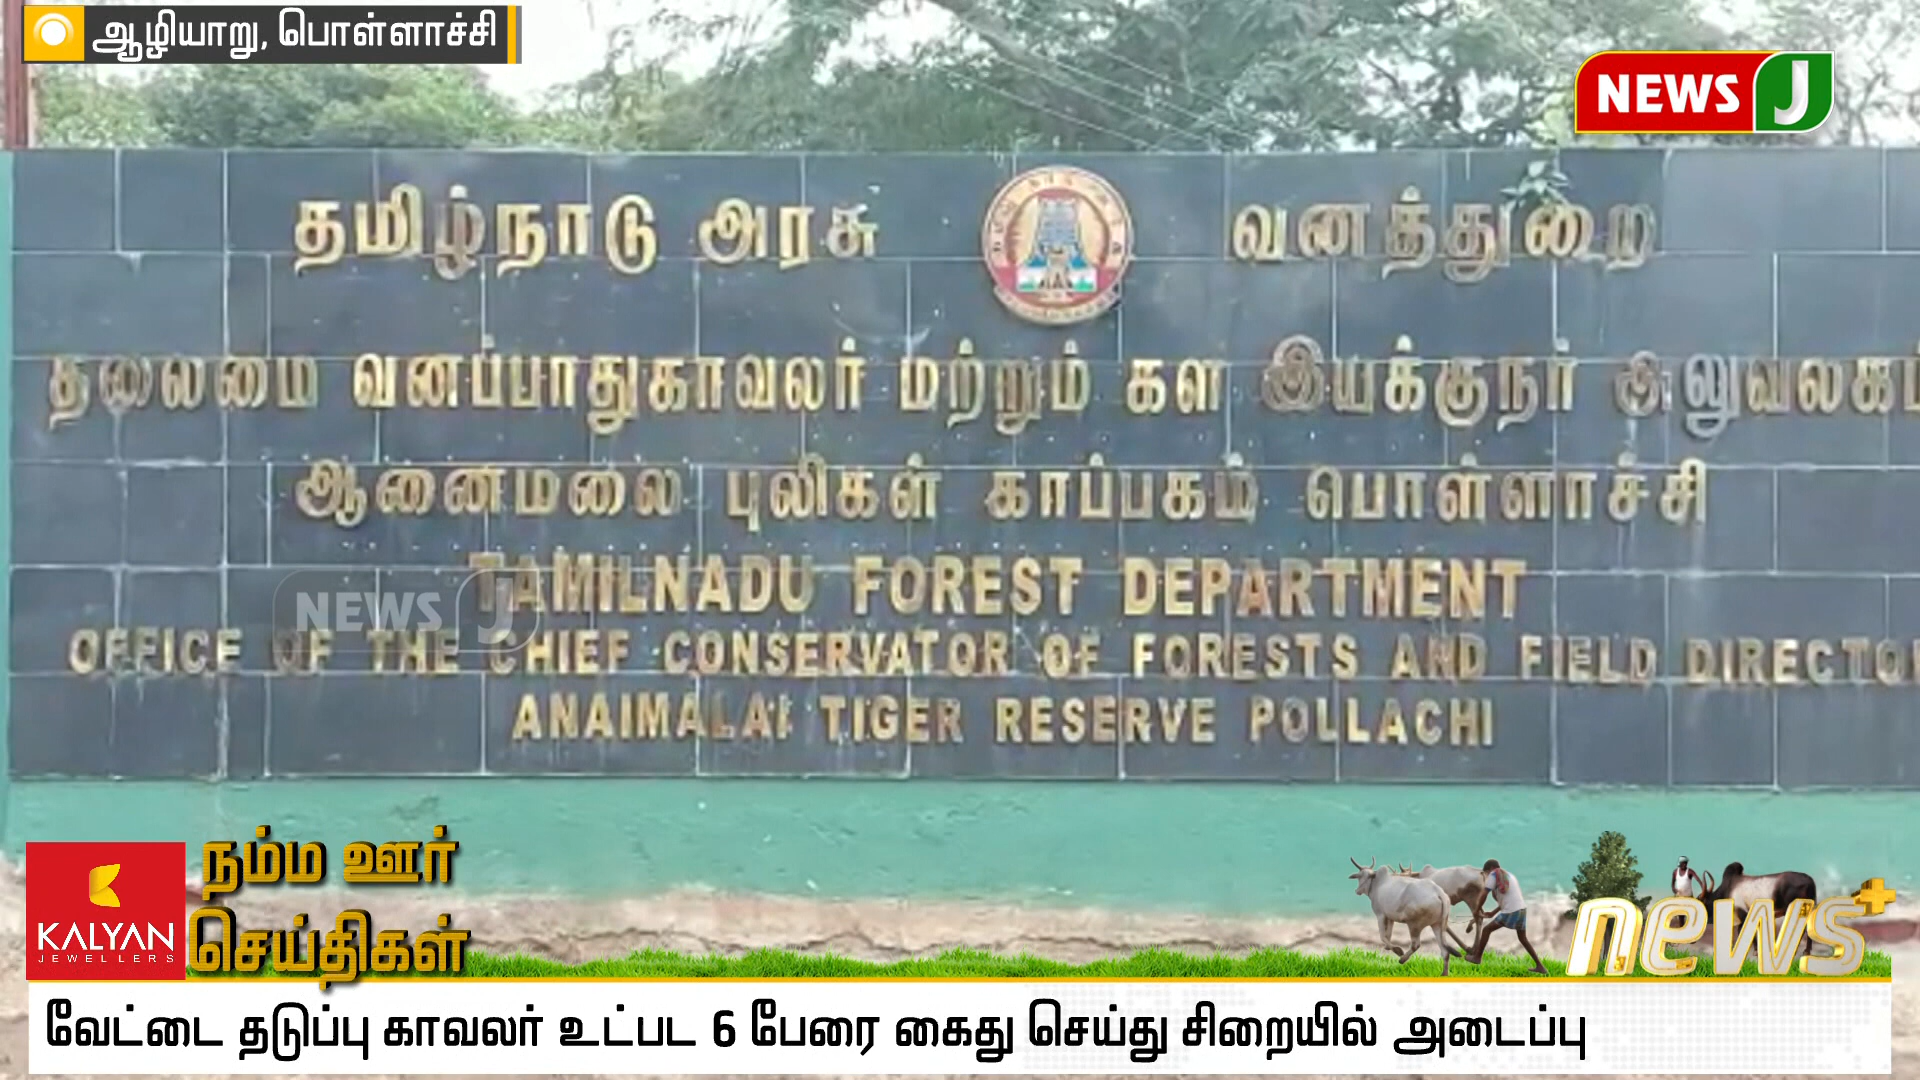 ஆழியாறு, பொள்ளாச்சி
NEWS J
தமிழ்நாடு அரசு வனத்துறை
தலைமை வனப்பாதுகாவலர் மற்றும் கள இயக்குநர் அலுவலகம்
ஆனைமலை புலிகள் காப்பகம் பொள்ளாச்சி
TAMILNADU FOREST DEPARTMENT
NEWS J
OFFICE OF THE CHIEF CONSERVATOR OF FORESTS AND FIELD DIRECTOR
ANAIMALAI TIGER RESERVE POLLACHI
நம்ம ஊர்
செய்திகள்
KALYAN
JEWELLERS
news+
வேட்டை தடுப்பு காவலர் உட்பட 6 பேரை கைது செய்து சிறையில் அடைப்பு